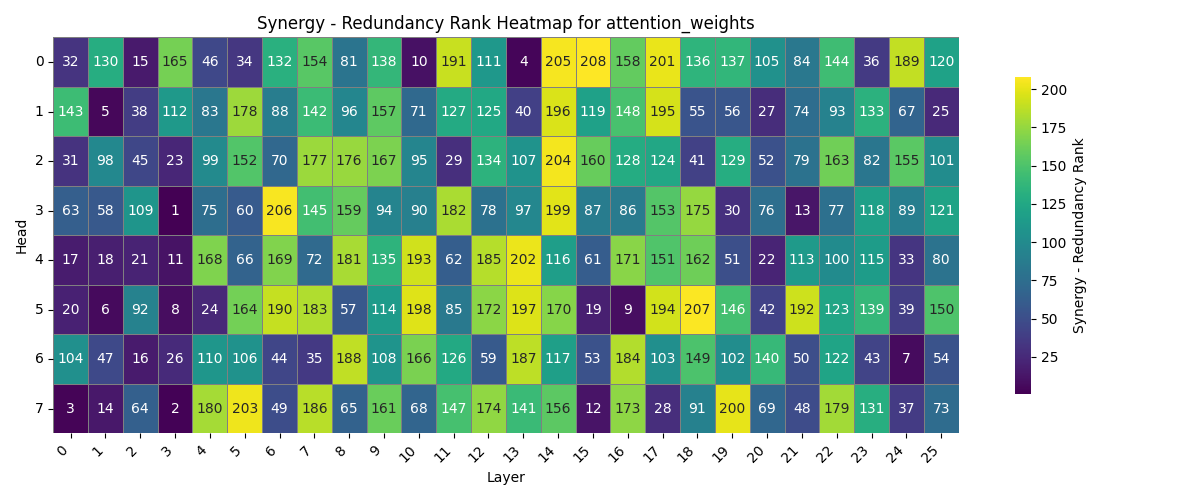 Synergy - Redundancy Rank Heatmap for attention_weights
0 32 130 15 165 46 34 132 154 81 138 10 191 111 4 205 208 158 201 136 137 105 84 144 36 189 120
1 143 5 38 112 83 178 88 142 96 157 71 127 125 40 196 119 148 195 55 56 27 74 93 133 67 25
2 31 98 45 23 99 152 70 177 176 167 95 29 134 107 204 160 128 124 41 129 52 79 163 82 155 101
3 63 58 109 1 75 60 206 145 159 94 90 182 78 97 199 87 86 153 175 30 76 13 77 118 89 121
4 17 18 21 11 168 66 169 72 181 135 193 62 185 202 116 61 171 151 162 51 22 113 100 115 33 80
5 20 6 92 8 24 164 190 183 57 114 198 85 172 197 170 19 9 194 207 146 42 192 123 139 39 150
6 104 47 16 26 110 106 44 35 188 108 166 126 59 187 117 53 184 103 149 102 140 50 122 43 7 54
7 3 14 64 2 180 203 49 186 65 161 68 147 174 141 156 12 173 28 91 200 69 48 179 131 37 73
0 1 2 3 4 5 6 7 8 9 10 11 12 13 14 15 16 17 18 19 20 21 22 23 24 25
Layer
Head
200
175
150
125
100
75
50
25
Synergy - Redundancy Rank